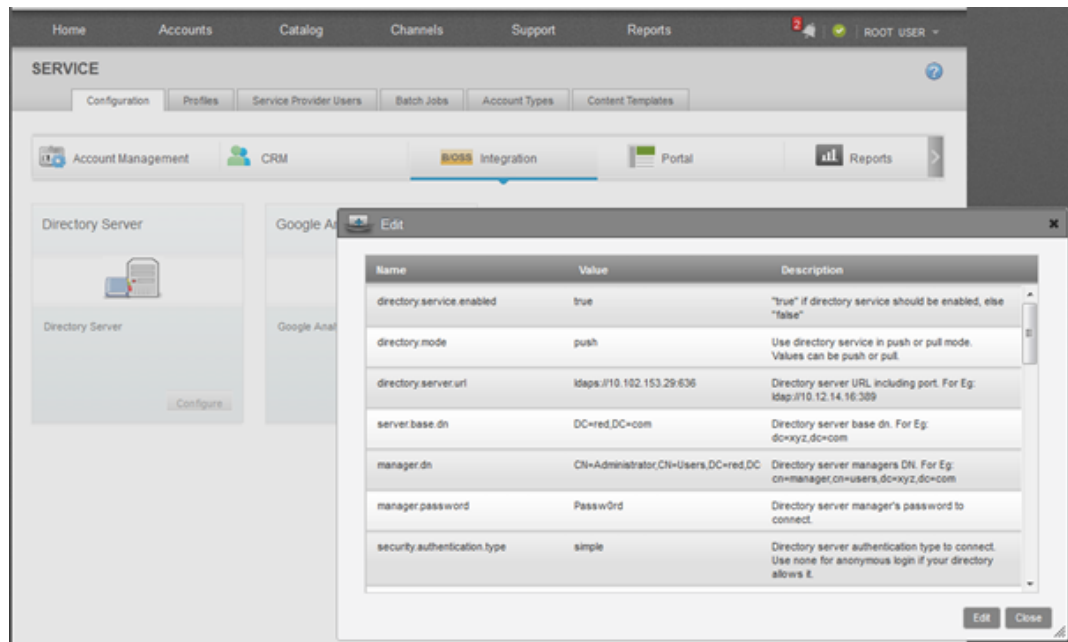 Home Accounts Catalog Channels Support Reports 2 ROOT USER
SERVICE
Configuration Profiles Service Provider Users Batch Jobs Account Types Content Templates
Account Management CRM B/OSS Integration Portal Reports
Directory Server Google An
Edit
Name Value Description
directory.service.enabled true "true" if directory service should be enabled, else
"false"
Directory Server Google Anal
directory.mode push Use directory service in push or pull mode.
Values can be push or pull.
directory.server.url ldaps://10.102.153.29:636 Directory server URL including port. For Eg:
ldap://10.12.14.16:389
Configure
server.base.dn DC=red,DC=com Directory server base dn. For Eg:
dc=xyz,dc=com
manager.dn CN=Administrator,CN=Users,DC=red,DC Directory server managers DN. For Eg:
cn=manager,cn=users,dc=xyz,dc=com
manager.password Passw0rd Directory server manager's password to
connect.
security.authentication.type simple Directory server authentication type to connect.
Use none for anonymous login if your directory
allows it.
Edit Close